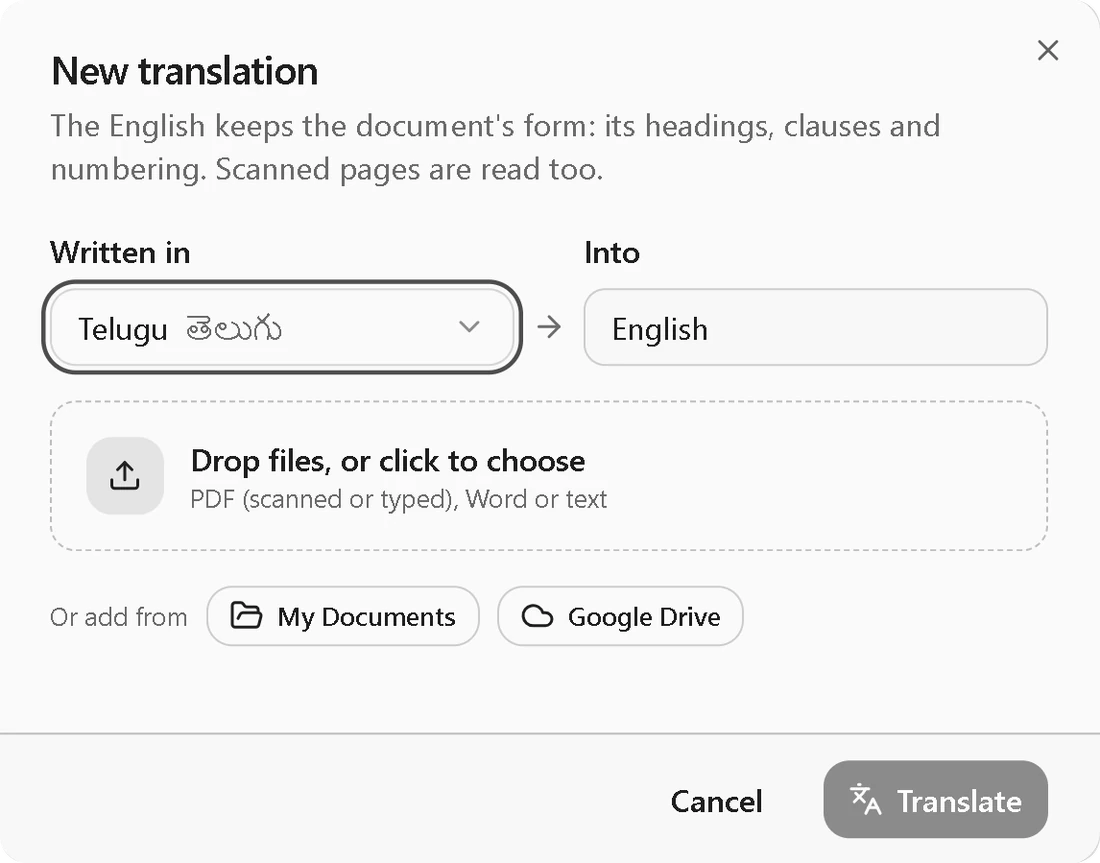 New translation
The English keeps the document's form: its headings, clauses and
numbering. Scanned pages are read too.
Written in
Into
Telugu తెలుగు
English
Drop files, or click to choose
PDF (scanned or typed), Word or text
Or add from
My Documents
Google Drive
Cancel
Translate